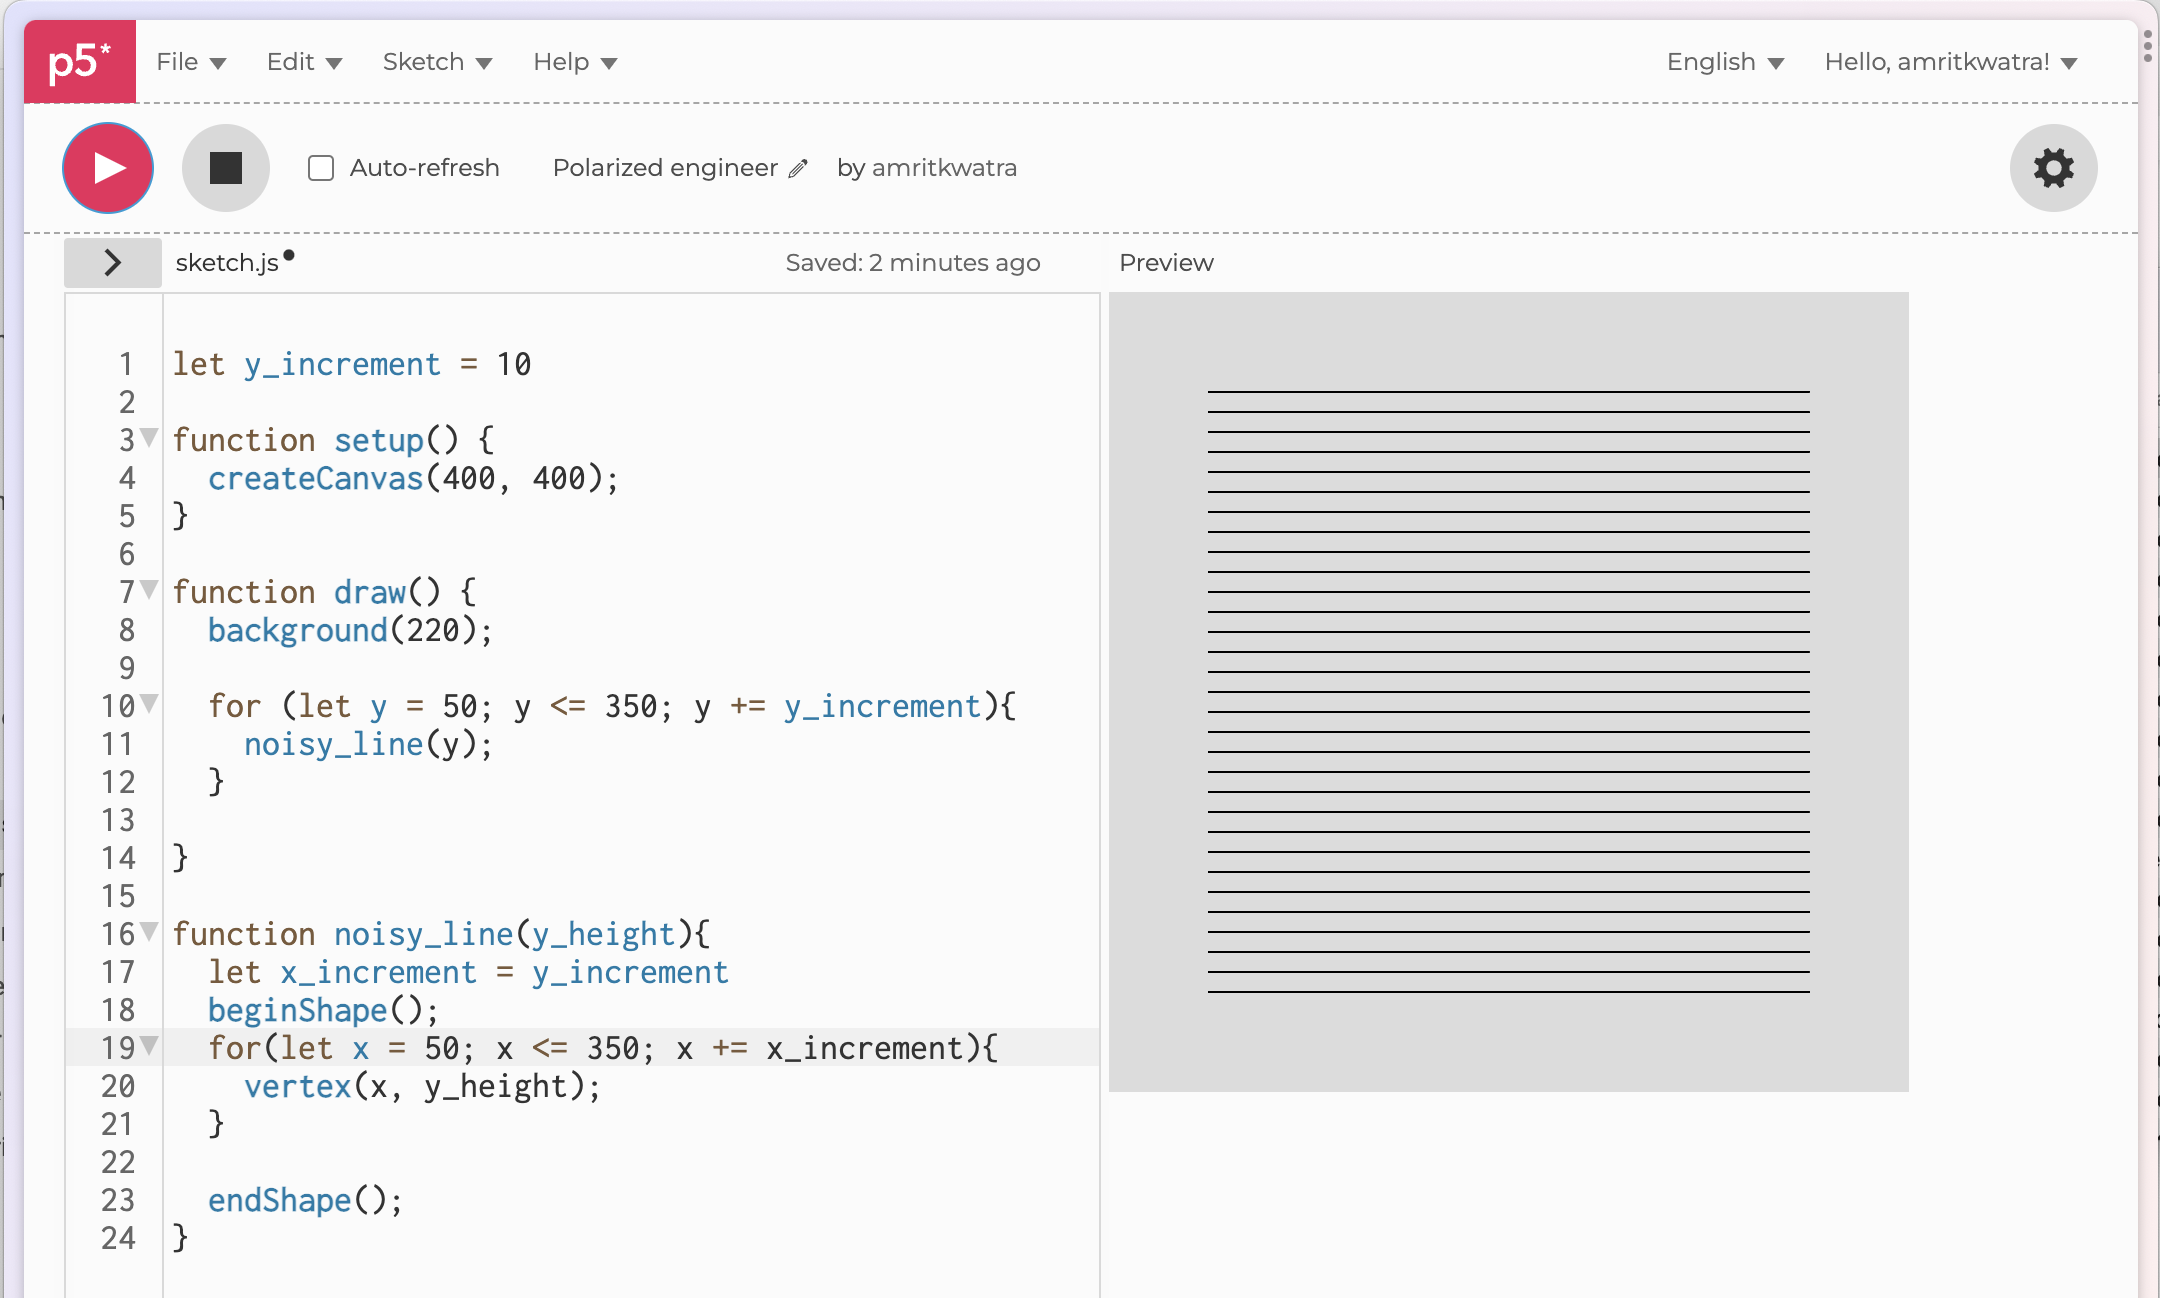 p5* File Edit Sketch Help English Hello, amritkwatra!
Auto-refresh Polarized engineer by amritkwatra
sketch.js Saved: 2 minutes ago Preview
1 let y_increment = 10
2
3 function setup() {
4   createCanvas(400, 400);
5 }
6
7 function draw() {
8   background(220);
9
10   for (let y = 50; y <= 350; y += y_increment){
11     noisy_line(y);
12   }
13
14 }
15
16 function noisy_line(y_height){
17   let x_increment = y_increment
18   beginShape();
19   for(let x = 50; x <= 350; x += x_increment){
20     vertex(x, y_height);
21   }
22
23   endShape();
24 }